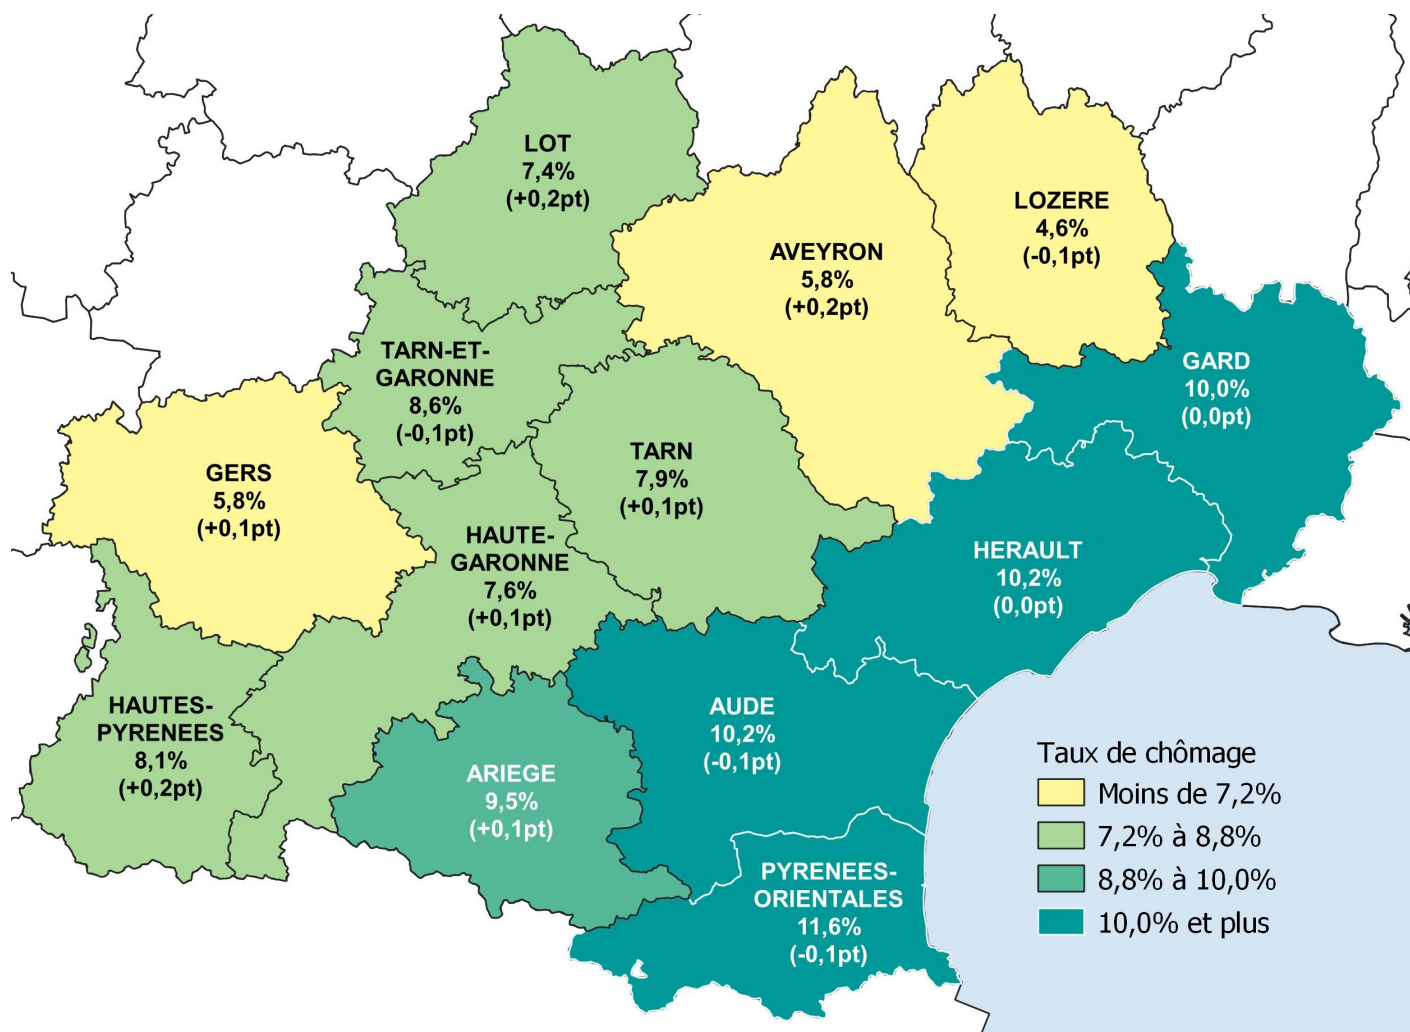 LOT
7,4%
(+0,2pt)
LOZERE
4,6%
(-0,1pt)
AVEYRON
5,8%
(+0,2pt)
TARN-ET-
GARONNE
8,6%
(-0,1pt)
GARD
10,0%
(0,0pt)
GERS
5,8%
(+0,1pt)
TARN
7,9%
(+0,1pt)
HAUTE-
GARONNE
7,6%
(+0,1pt)
HERAULT
10,2%
(0,0pt)
HAUTES-
PYRENEES
8,1%
(+0,2pt)
AUDE
10,2%
(-0,1pt)
ARIEGE
9,5%
(+0,1pt)
PYRENEES-
ORIENTALES
11,6%
(-0,1pt)
Taux de chômage
Moins de 7,2%
7,2% à 8,8%
8,8% à 10,0%
10,0% et plus